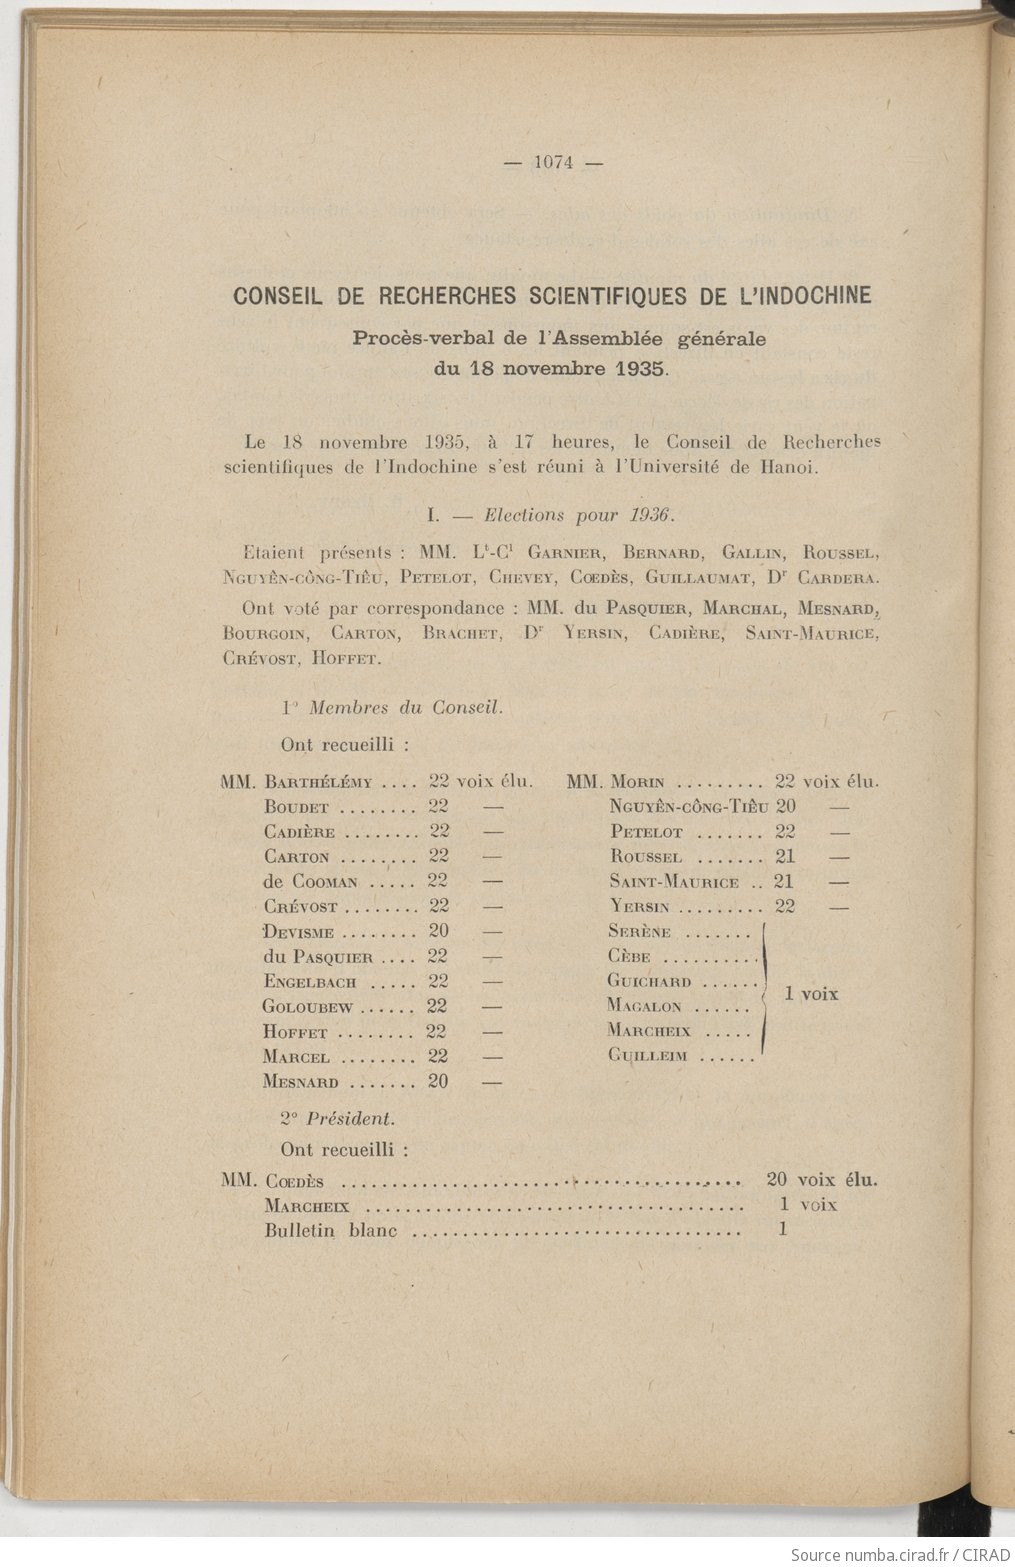 — 1074 —
CONSEIL DE RECHERCHES SCIENTIFIQUES DE L'INDOCHINE
Procès-verbal de l'Assemblée générale
du 18 novembre 1935.
Le 18 novembre 1935, à 17 heures, le Conseil de Recherches
scientifiques de l'Indochine s'est réuni à l'Université de Hanoi.
I. — Elections pour 1936.
Etaient présents : MM. Lt-Cl GARNIER, BERNARD, GALLIN, ROUSSEL,
NGUYÊN-CÔNG-TIÊU, PETELOT, CHEVEY, CŒDÈS, GUILLAUMAT, Dr CARDERA.
Ont voté par correspondance : MM. du PASQUIER, MARCHAL, MESNARD,
BOURGOIN, CARTON, BRACHET, Dr YERSIN, CADIÈRE, SAINT-MAURICE,
CRÉVOST, HOFFET.
1° Membres du Conseil.
Ont recueilli :
MM. BARTHÉLÉMY .... 22 voix élu.
BOUDET ........ 22 —
CADIÈRE ........ 22 —
CARTON ........ 22 —
de COOMAN ..... 22 —
CRÉVOST ........ 22 —
DEVISME ........ 20 —
du PASQUIER .... 22 —
ENGELBACH ..... 22 —
GOLOUBEW ...... 22 —
HOFFET ........ 22 —
MARCEL ........ 22 —
MESNARD ....... 20 —
MM. MORIN ......... 22 voix élu.
NGUYÊN-CÔNG-TIÊU 20 —
PETELOT ....... 22 —
ROUSSEL ....... 21 —
SAINT-MAURICE .. 21 —
YERSIN ......... 22 —
SERÈNE .......
CÈBE ..........
GUICHARD ......
MAGALON ......
MARCHEIX .....
GUILLEIM ......
1 voix
2° Président.
Ont recueilli :
MM. CŒDÈS ........................................ 20 voix élu.
MARCHEIX ...................................... 1 voix
Bulletin blanc ................................. 1
Source numba.cirad.fr / CIRAD